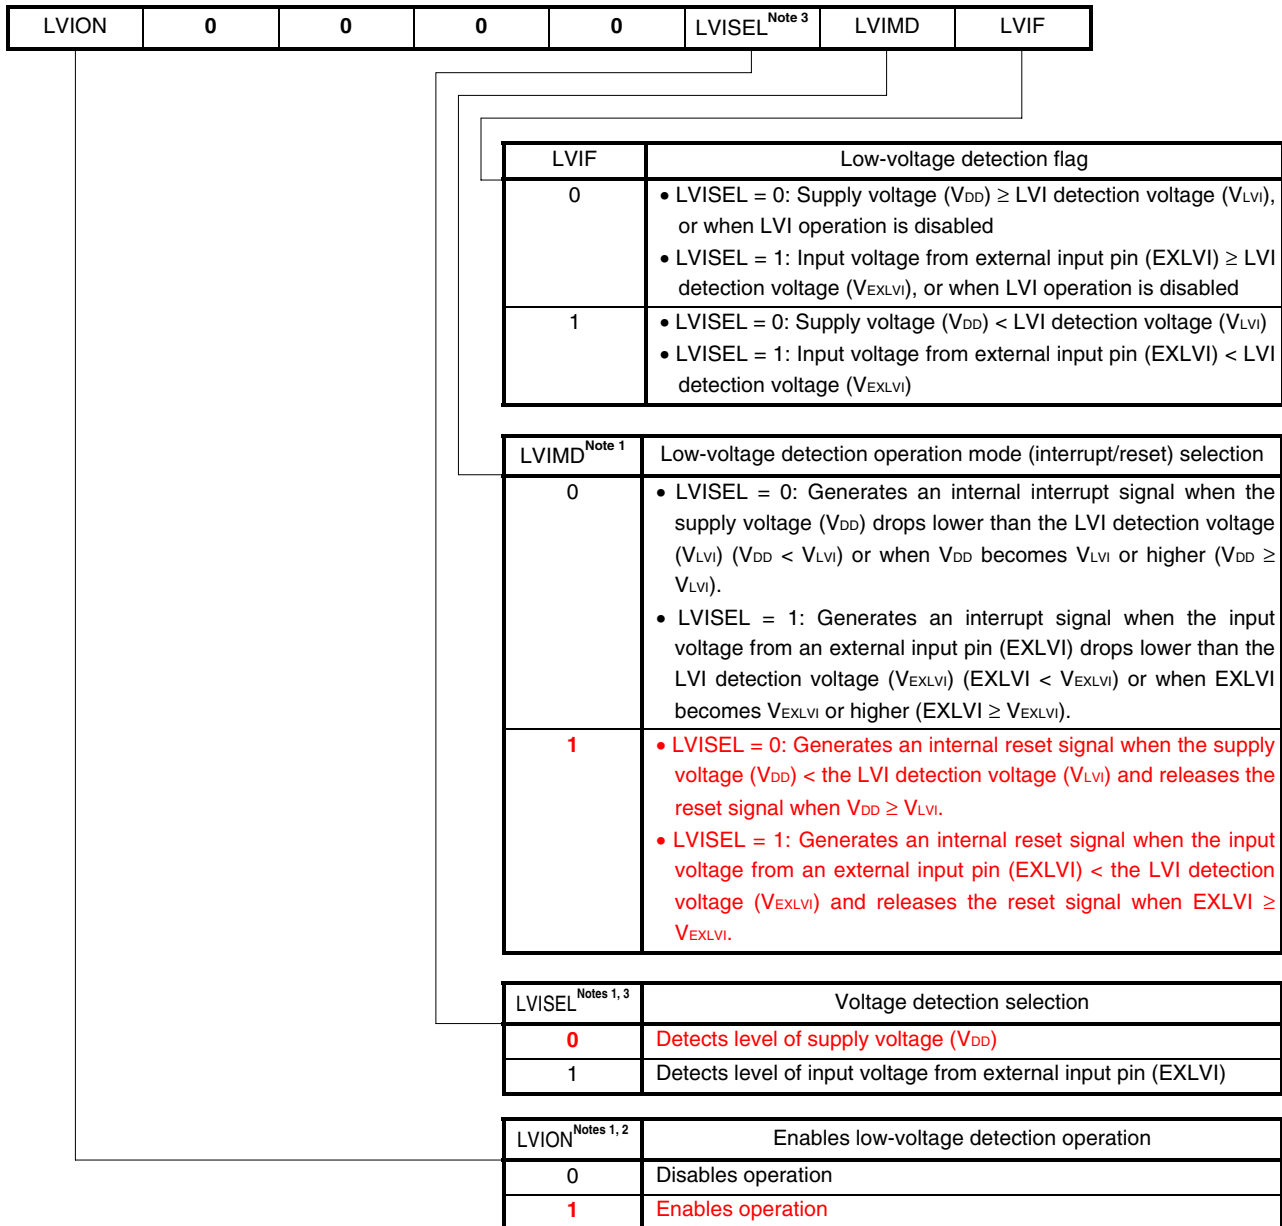 LVION 0 0 0 0 LVISEL Note 3 LVIMD LVIF
LVIF Low-voltage detection flag
0 • LVISEL = 0: Supply voltage (VDD) ≥ LVI detection voltage (VLVI),
or when LVI operation is disabled
• LVISEL = 1: Input voltage from external input pin (EXLVI) ≥ LVI
detection voltage (VEXLVI), or when LVI operation is disabled
1 • LVISEL = 0: Supply voltage (VDD) < LVI detection voltage (VLVI)
• LVISEL = 1: Input voltage from external input pin (EXLVI) < LVI
detection voltage (VEXLVI)
LVIMD Note 1 Low-voltage detection operation mode (interrupt/reset) selection
0 • LVISEL = 0: Generates an internal interrupt signal when the
supply voltage (VDD) drops lower than the LVI detection voltage
(VLVI) (VDD < VLVI) or when VDD becomes VLVI or higher (VDD ≥
VLVI).
• LVISEL = 1: Generates an interrupt signal when the input
voltage from an external input pin (EXLVI) drops lower than the
LVI detection voltage (VEXLVI) (EXLVI < VEXLVI) or when EXLVI
becomes VEXLVI or higher (EXLVI ≥ VEXLVI).
1 • LVISEL = 0: Generates an internal reset signal when the supply
voltage (VDD) < the LVI detection voltage (VLVI) and releases the
reset signal when VDD ≥ VLVI.
• LVISEL = 1: Generates an internal reset signal when the input
voltage from an external input pin (EXLVI) < the LVI detection
voltage (VEXLVI) and releases the reset signal when EXLVI ≥
VEXLVI.
LVISEL Notes 1, 3 Voltage detection selection
0 Detects level of supply voltage (VDD)
1 Detects level of input voltage from external input pin (EXLVI)
LVION Notes 1, 2 Enables low-voltage detection operation
0 Disables operation
1 Enables operation